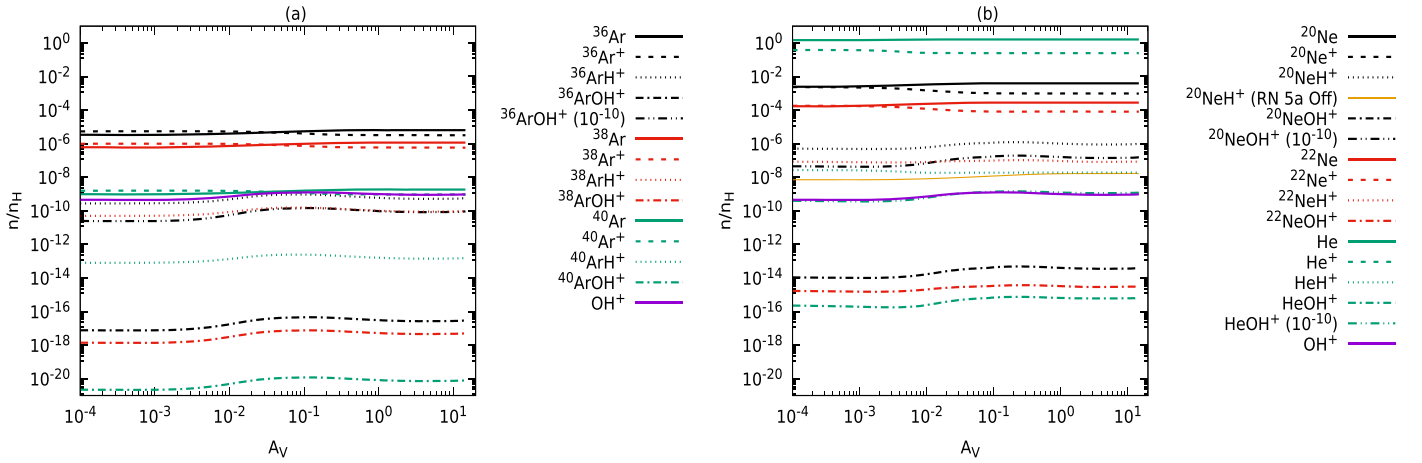 (a)
n/n_H
10^0
10^-2
10^-4
10^-6
10^-8
10^-10
10^-12
10^-14
10^-16
10^-18
10^-20
10^-4
10^-3
10^-2
10^-1
10^0
10^1
A_V
^36Ar
^36Ar^+
^36ArH^+
^36ArOH^+
^36ArOH^+ (10^-10)
^38Ar
^38Ar^+
^38ArH^+
^38ArOH^+
^40Ar
^40Ar^+
^40ArH^+
^40ArOH^+
OH^+
(b)
n/n_H
10^0
10^-2
10^-4
10^-6
10^-8
10^-10
10^-12
10^-14
10^-16
10^-18
10^-20
10^-4
10^-3
10^-2
10^-1
10^0
10^1
A_V
^20Ne
^20Ne^+
^20NeH^+
^20NeH^+ (RN 5a Off)
^20NeOH^+
^20NeOH^+ (10^-10)
^22Ne
^22Ne^+
^22NeH^+
^22NeOH^+
He
He^+
HeH^+
HeOH^+
HeOH^+ (10^-10)
OH^+